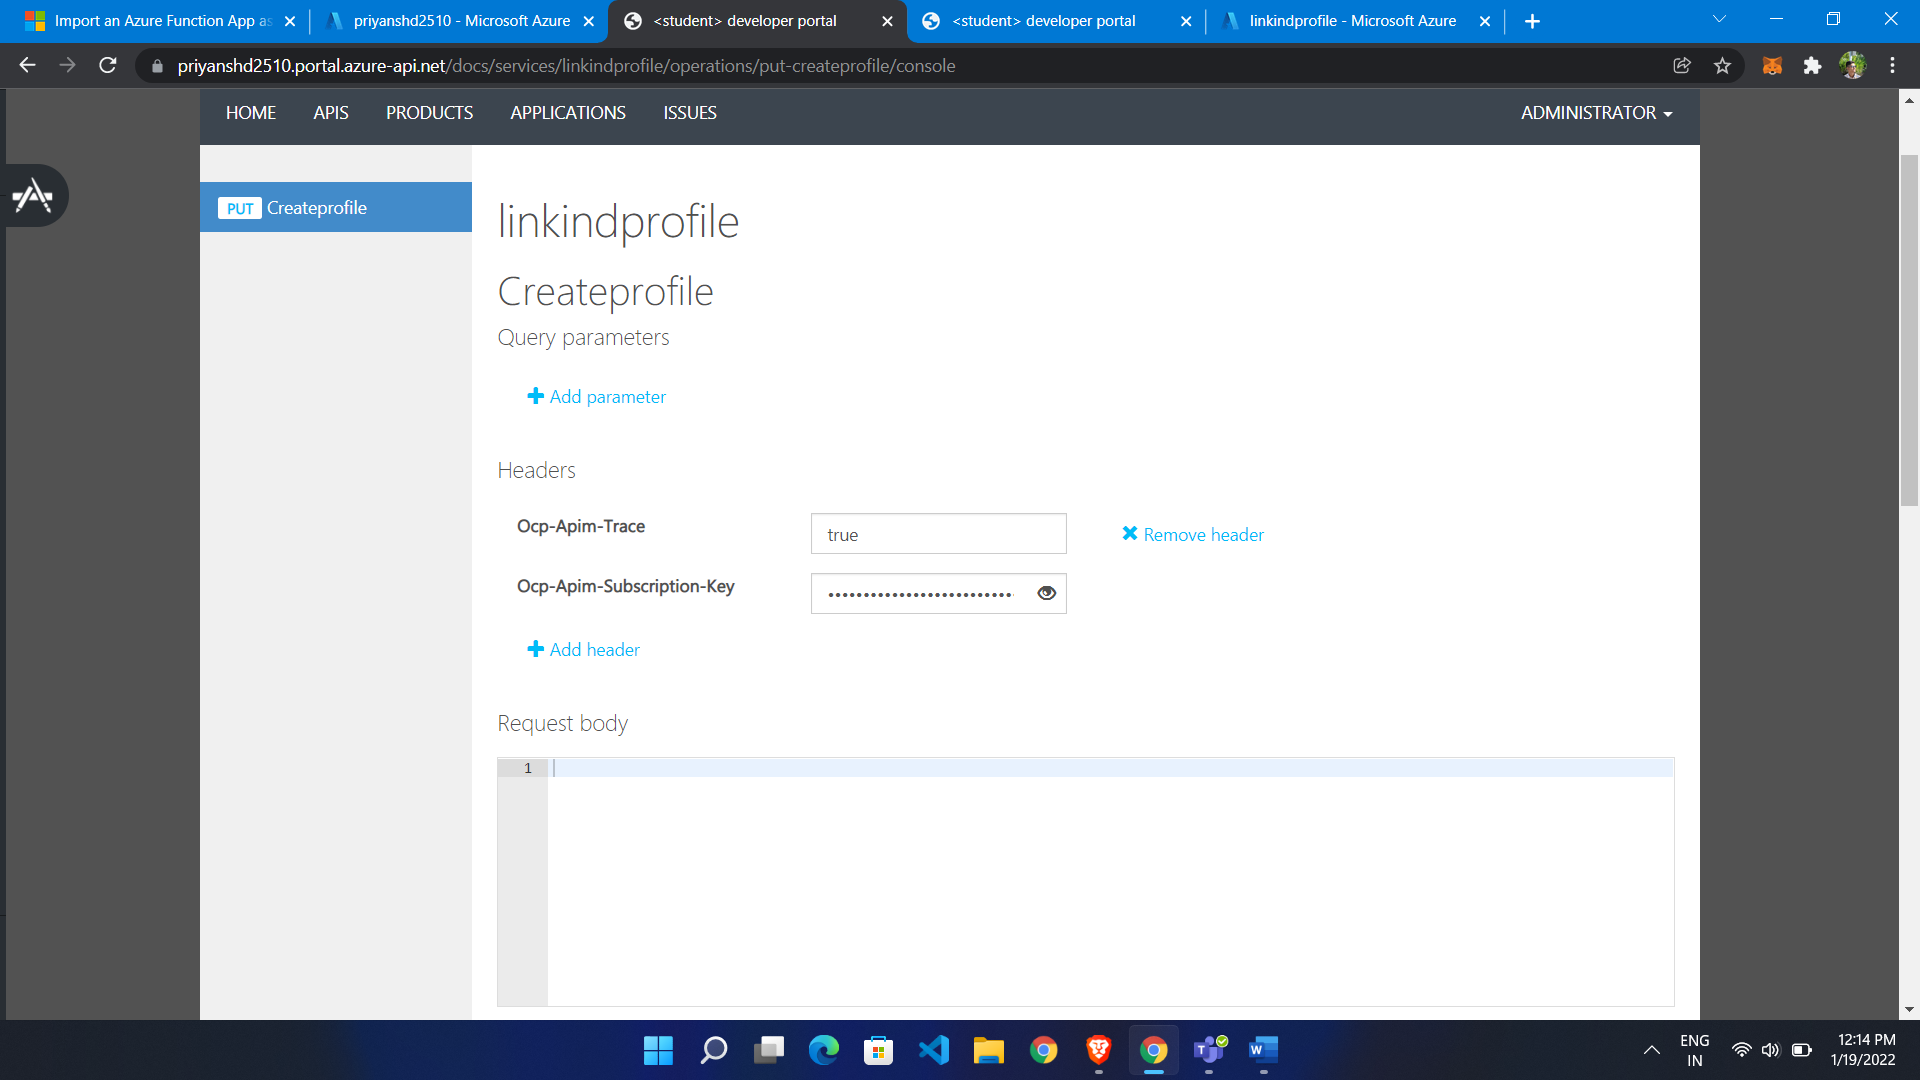 Import an Azure Function App as
priyanshd2510 - Microsoft Azure
<student> developer portal
<student> developer portal
linkindprofile - Microsoft Azure
priyanshd2510.portal.azure-api.net/docs/services/linkindprofile/operations/put-createprofile/console
HOME APIS PRODUCTS APPLICATIONS ISSUES ADMINISTRATOR
PUT Createprofile
linkindprofile
Createprofile
Query parameters
Add parameter
Headers
Ocp-Apim-Trace true Remove header
Ocp-Apim-Subscription-Key ••••••••••••••••••••••••••
Add header
Request body
1
ENG
IN
12:14 PM
1/19/2022